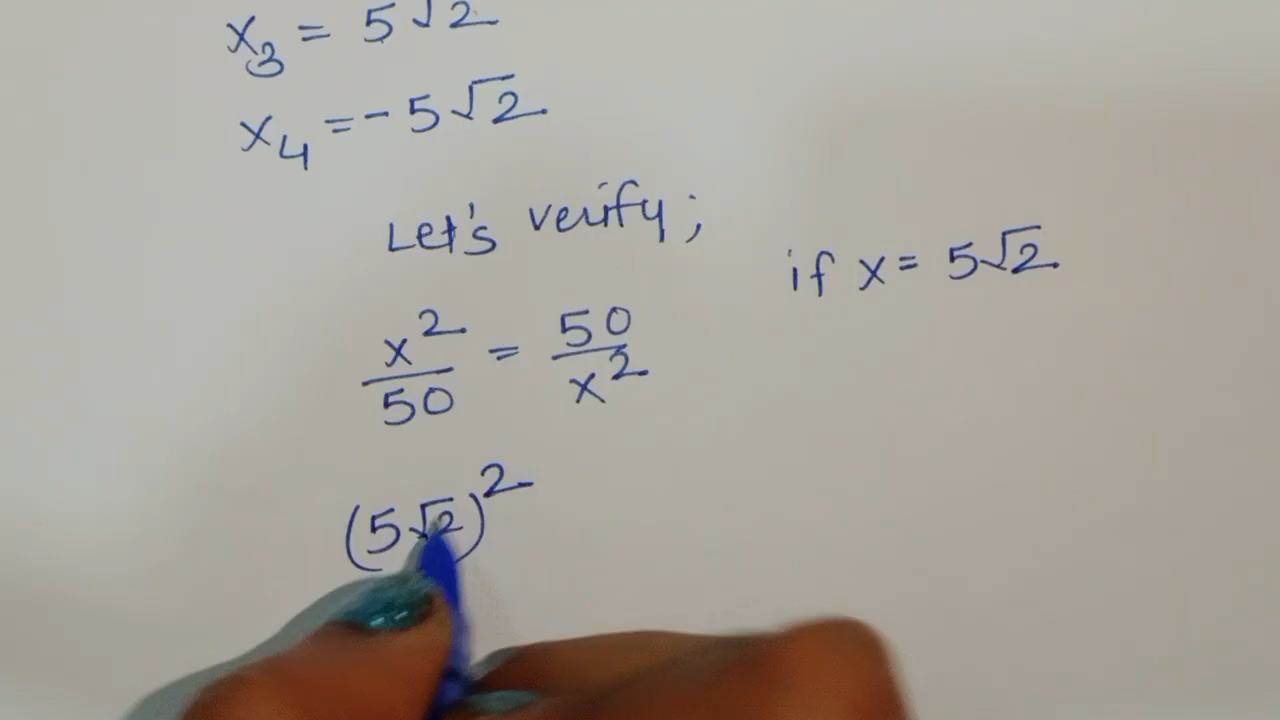 x₃ = 5√2
x₄ = - 5√2
Let's verify;
if x = 5√2
x²/50 = 50/x²
(5√2)²